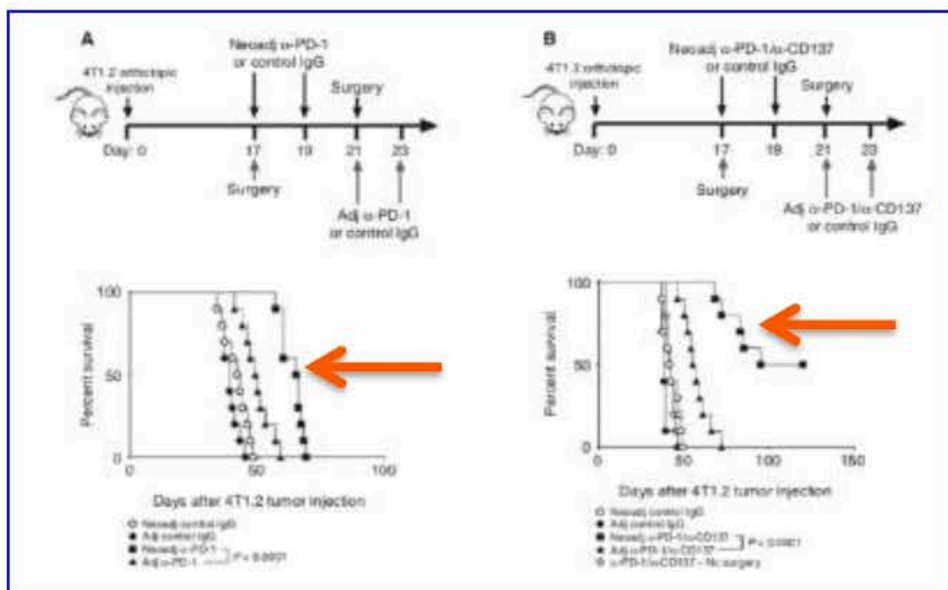 A
Neoadj α-PD-1
or control IgG
4T1.2 orthotopic
injection
Surgery
Day: 0
17
19
21
23
Surgery
Adj α-PD-1
or control IgG
100
50
0
Percent survival
0
50
100
Days after 4T1.2 tumor injection
Neoadj control IgG
Adj control IgG
Neoadj α-PD-1
Adj α-PD-1
P = 0.0001
B
Neoadj α-PD-1/α-CD137
or control IgG
orthotopic
injection
Surgery
Day: 0
17
19
21
23
Surgery
Adj α-PD-1/α-CD137
or control IgG
100
50
0
Percent survival
0
50
100
150
Days after 4T1.2 tumor injection
Neoadj control IgG
Adj control IgG
Neoadj α-PD-1/α-CD137
Adj α-PD-1/α-CD137
P = 0.0001
α-PD-1/α-CD137 - No surgery